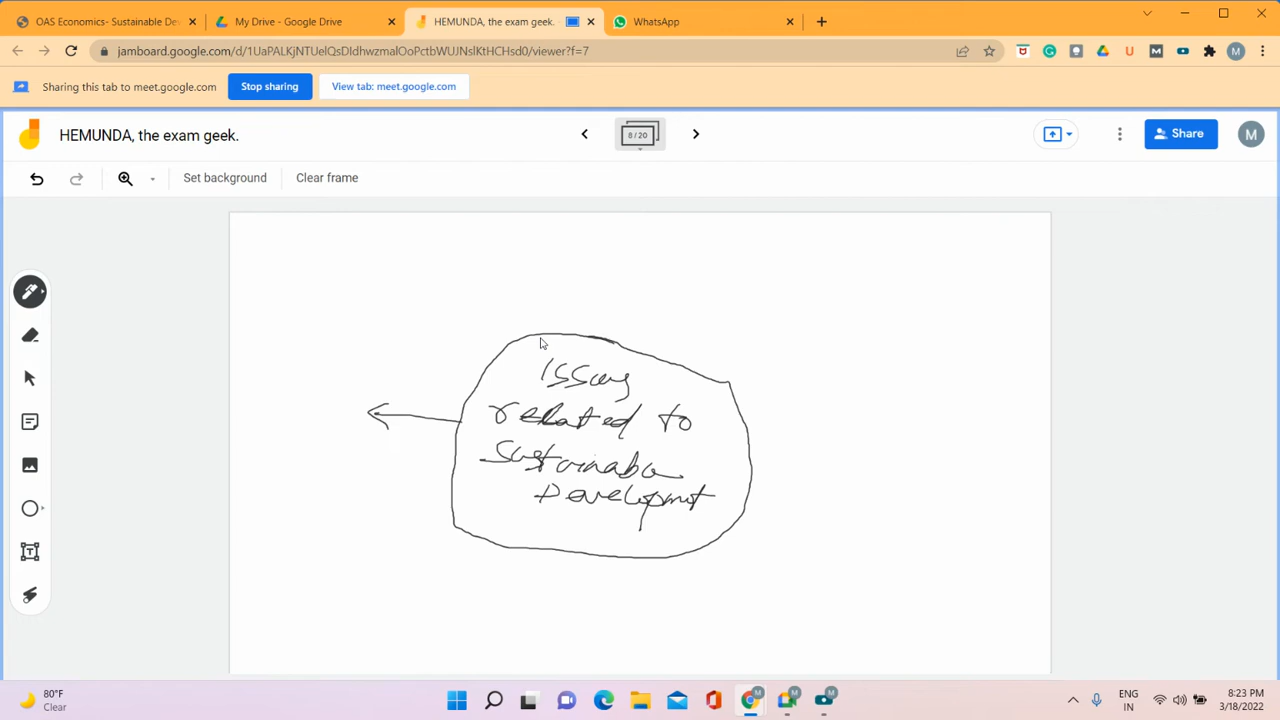 OAS Economics- Sustainable De
My Drive - Google Drive
HEMUNDA, the exam geek.
WhatsApp
jamboard.google.com/d/1UaPALKjNTUelQsDIdhwzmalOoPctbWUJNslKtHCHsd0/viewer?f=7
Sharing this tab to meet.google.com
Stop sharing
View tab: meet.google.com
HEMUNDA, the exam geek.
8 / 20
Share
M
Set background
Clear frame
Issues
related to
Sustainable
Development
80°F
Clear
ENG
IN
8:23 PM
3/18/2022